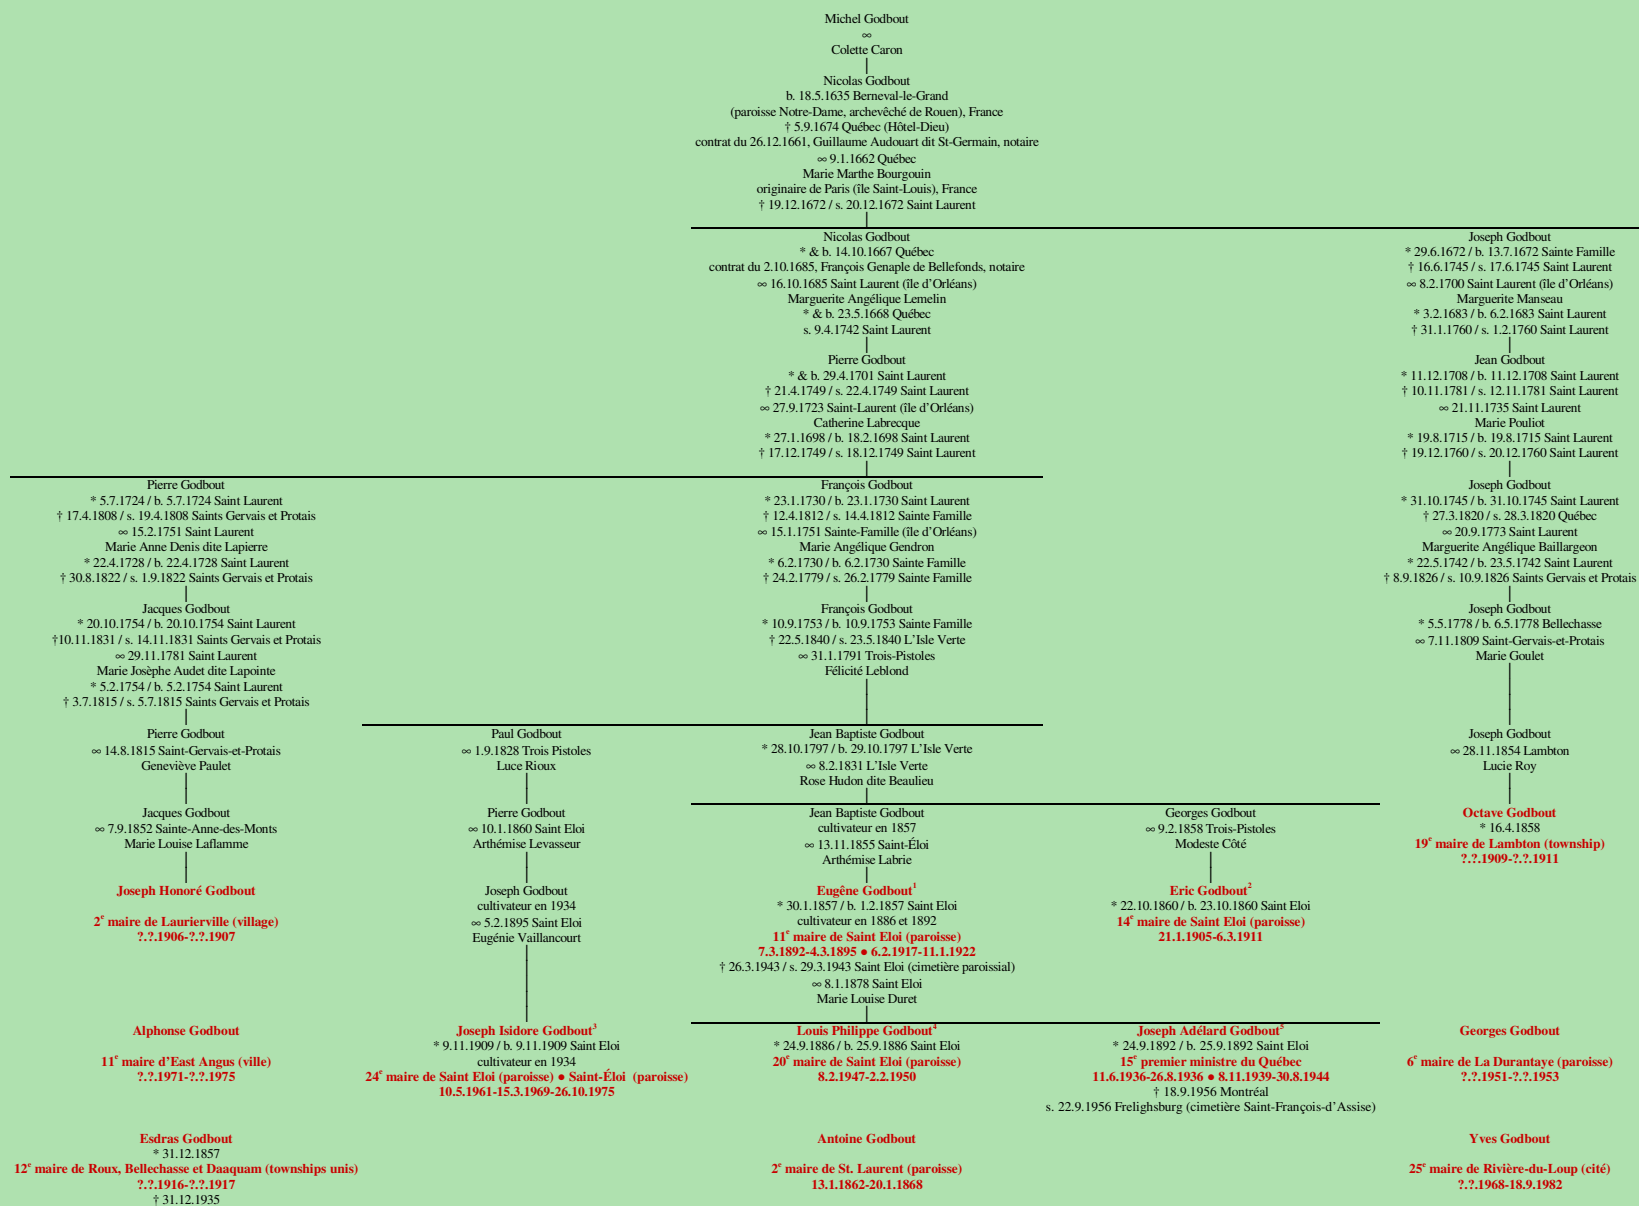 Michel Godbout
∞
Colette Caron
Nicolas Godbout
b. 18.5.1635 Berneval-le-Grand
(paroisse Notre-Dame, archevêché de Rouen), France
† 5.9.1674 Québec (Hôtel-Dieu)
contrat du 26.12.1661, Guillaume Audouart dit St-Germain, notaire
∞ 9.1.1662 Québec
Marie Marthe Bourgouin
originaire de Paris (île Saint-Louis), France
† 19.12.1672 / s. 20.12.1672 Saint Laurent
Nicolas Godbout
* & b. 14.10.1667 Québec
contrat du 2.10.1685, François Genaple de Bellefonds, notaire
∞ 16.10.1685 Saint Laurent (île d'Orléans)
Marguerite Angélique Lemelin
* & b. 23.5.1668 Québec
s. 9.4.1742 Saint Laurent
Joseph Godbout
* 29.6.1672 / b. 13.7.1672 Sainte Famille
† 16.6.1745 / s. 17.6.1745 Saint Laurent
∞ 8.2.1700 Saint Laurent (île d'Orléans)
Marguerite Manseau
* 3.2.1683 / b. 6.2.1683 Saint Laurent
† 31.1.1760 / s. 1.2.1760 Saint Laurent
Pierre Godbout
* & b. 29.4.1701 Saint Laurent
† 21.4.1749 / s. 22.4.1749 Saint Laurent
∞ 27.9.1723 Saint-Laurent (île d'Orléans)
Catherine Labrecque
* 27.1.1698 / b. 18.2.1698 Saint Laurent
† 17.12.1749 / s. 18.12.1749 Saint Laurent
Jean Godbout
* 11.12.1708 / b. 11.12.1708 Saint Laurent
† 10.11.1781 / s. 12.11.1781 Saint Laurent
∞ 21.11.1735 Saint Laurent
Marie Pouliot
* 19.8.1715 / b. 19.8.1715 Saint Laurent
† 19.12.1760 / s. 20.12.1760 Saint Laurent
Pierre Godbout
* 5.7.1724 / b. 5.7.1724 Saint Laurent
† 17.4.1808 / s. 19.4.1808 Saints Gervais et Protais
∞ 15.2.1751 Saint Laurent
Marie Anne Denis dite Lapierre
* 22.4.1728 / b. 22.4.1728 Saint Laurent
† 30.8.1822 / s. 1.9.1822 Saints Gervais et Protais
François Godbout
* 23.1.1730 / b. 23.1.1730 Saint Laurent
† 12.4.1812 / s. 14.4.1812 Sainte Famille
∞ 15.1.1751 Sainte-Famille (île d'Orléans)
Marie Angélique Gendron
* 6.2.1730 / b. 6.2.1730 Sainte Famille
† 24.2.1779 / s. 26.2.1779 Sainte Famille
Joseph Godbout
* 31.10.1745 / b. 31.10.1745 Saint Laurent
† 27.3.1820 / s. 28.3.1820 Québec
∞ 20.9.1773 Saint Laurent
Marguerite Angélique Baillargeon
* 22.5.1742 / b. 23.5.1742 Saint Laurent
† 8.9.1826 / s. 10.9.1826 Saints Gervais et Protais
Jacques Godbout
* 20.10.1754 / b. 20.10.1754 Saint Laurent
†10.11.1831 / s. 14.11.1831 Saints Gervais et Protais
∞ 29.11.1781 Saint Laurent
Marie Josèphe Audet dite Lapointe
* 5.2.1754 / b. 5.2.1754 Saint Laurent
† 3.7.1815 / s. 5.7.1815 Saints Gervais et Protais
François Godbout
* 10.9.1753 / b. 10.9.1753 Sainte Famille
† 22.5.1840 / s. 23.5.1840 L'Isle Verte
∞ 31.1.1791 Trois-Pistoles
Félicité Leblond
Joseph Godbout
* 5.5.1778 / b. 6.5.1778 Bellechasse
∞ 7.11.1809 Saint-Gervais-et-Protais
Marie Goulet
Pierre Godbout
∞ 14.8.1815 Saint-Gervais-et-Protais
Geneviève Paulet
Paul Godbout
∞ 1.9.1828 Trois Pistoles
Luce Rioux
Jean Baptiste Godbout
* 28.10.1797 / b. 29.10.1797 L'Isle Verte
∞ 8.2.1831 L'Isle Verte
Rose Hudon dite Beaulieu
Joseph Godbout
∞ 28.11.1854 Lambton
Lucie Roy
Jacques Godbout
∞ 7.9.1852 Sainte-Anne-des-Monts
Marie Louise Laflamme
Pierre Godbout
∞ 10.1.1860 Saint Eloi
Arthémise Levasseur
Jean Baptiste Godbout
cultivateur en 1857
∞ 13.11.1855 Saint-Éloi
Arthémise Labrie
Georges Godbout
∞ 9.2.1858 Trois-Pistoles
Modeste Côté
Octave Godbout
* 16.4.1858
19e maire de Lambton (township)
?.?.1909-?.?.1911
Joseph Honoré Godbout
2e maire de Laurierville (village)
?.?.1906-?.?.1907
Joseph Godbout
cultivateur en 1934
∞ 5.2.1895 Saint Eloi
Eugénie Vaillancourt
Eugêne Godbout1
* 30.1.1857 / b. 1.2.1857 Saint Eloi
cultivateur en 1886 et 1892
11e maire de Saint Eloi (paroisse)
7.3.1892-4.3.1895 ● 6.2.1917-11.1.1922
† 26.3.1943 / s. 29.3.1943 Saint Eloi (cimetière paroissial)
∞ 8.1.1878 Saint Eloi
Marie Louise Duret
Eric Godbout2
* 22.10.1860 / b. 23.10.1860 Saint Eloi
14e maire de Saint Eloi (paroisse)
21.1.1905-6.3.1911
Alphonse Godbout
11e maire d'East Angus (ville)
?.?.1971-?.?.1975
Joseph Isidore Godbout3
* 9.11.1909 / b. 9.11.1909 Saint Eloi
cultivateur en 1934
24e maire de Saint Eloi (paroisse) ● Saint-Éloi (paroisse)
10.5.1961-15.3.1969-26.10.1975
Louis Philippe Godbout4
* 24.9.1886 / b. 25.9.1886 Saint Eloi
20e maire de Saint Eloi (paroisse)
8.2.1947-2.2.1950
Joseph Adélard Godbout5
* 24.9.1892 / b. 25.9.1892 Saint Eloi
15e premier ministre du Québec
11.6.1936-26.8.1936 ● 8.11.1939-30.8.1944
† 18.9.1956 Montréal
s. 22.9.1956 Frelighsburg (cimetière Saint-François-d'Assise)
Georges Godbout
6e maire de La Durantaye (paroisse)
?.?.1951-?.?.1953
Esdras Godbout
* 31.12.1857
12e maire de Roux, Bellechasse et Daaquam (townships unis)
?.?.1916-?.?.1917
† 31.12.1935
Antoine Godbout
2e maire de St. Laurent (paroisse)
13.1.1862-20.1.1868
Yves Godbout
25e maire de Rivière-du-Loup (cité)
?.?.1968-18.9.1982